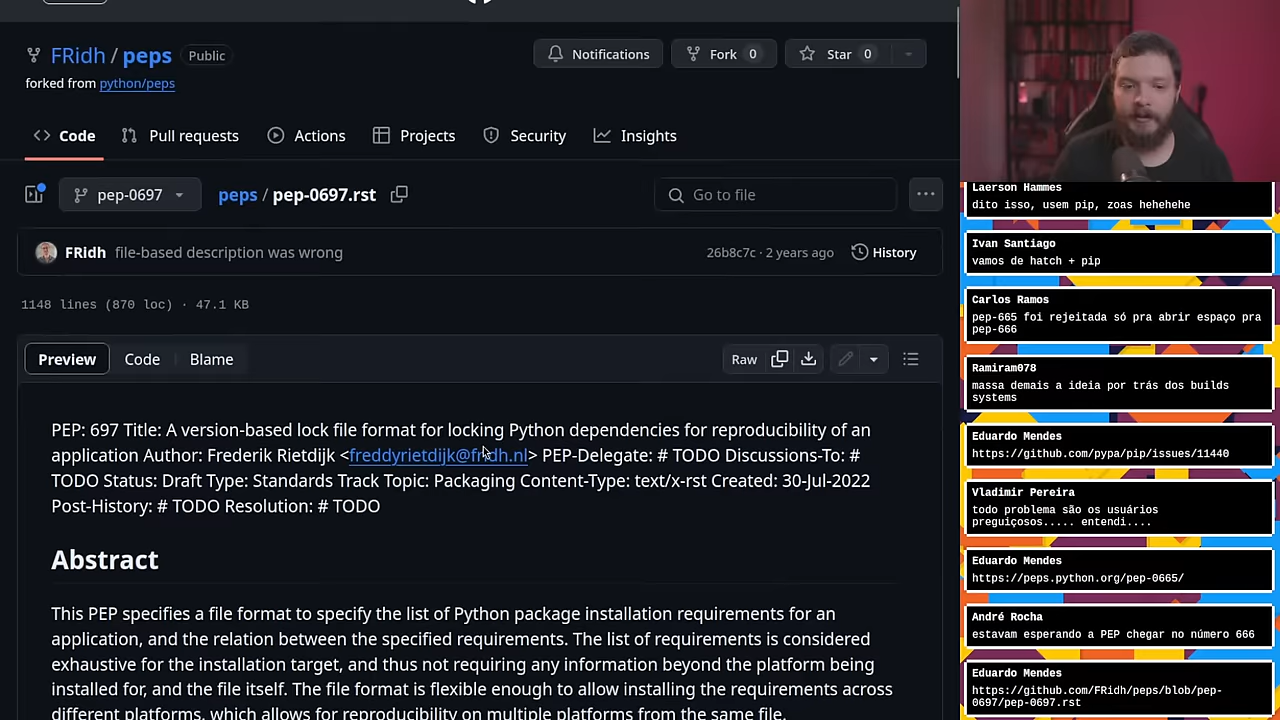 FRidh / peps Public
Notifications
Fork 0
Star 0
forked from python/peps
Code
Pull requests
Actions
Projects
Security
Insights
pep-0697
peps / pep-0697.rst
Go to file
FRidh file-based description was wrong
26b8c7c · 2 years ago
History
1148 lines (870 loc) · 47.1 KB
Preview
Code
Blame
Raw
PEP: 697 Title: A version-based lock file format for locking Python dependencies for reproducibility of an
application Author: Frederik Rietdijk <freddyrietdijk@fridh.nl> PEP-Delegate: # TODO Discussions-To: #
TODO Status: Draft Type: Standards Track Topic: Packaging Content-Type: text/x-rst Created: 30-Jul-2022
Post-History: # TODO Resolution: # TODO
Abstract
This PEP specifies a file format to specify the list of Python package installation requirements for an
application, and the relation between the specified requirements. The list of requirements is considered
exhaustive for the installation target, and thus not requiring any information beyond the platform being
installed for, and the file itself. The file format is flexible enough to allow installing the requirements across
different platforms, which allows for reproducibility on multiple platforms from the same file.
Laerson Hammes
dito isso, usem pip, zoas hehehehe
Ivan Santiago
vamos de hatch + pip
Carlos Ramos
pep-665 foi rejeitada só pra abrir espaço pra
pep-666
Ramiram078
massa demais a ideia por trás dos builds
systems
Eduardo Mendes
https://github.com/pypa/pip/issues/11440
Vladimir Pereira
todo problema são os usuários
preguiçosos..... entendi....
Eduardo Mendes
https://peps.python.org/pep-0665/
André Rocha
estavam esperando a PEP chegar no número 666
Eduardo Mendes
https://github.com/FRidh/peps/blob/pep-
0697/pep-0697.rst